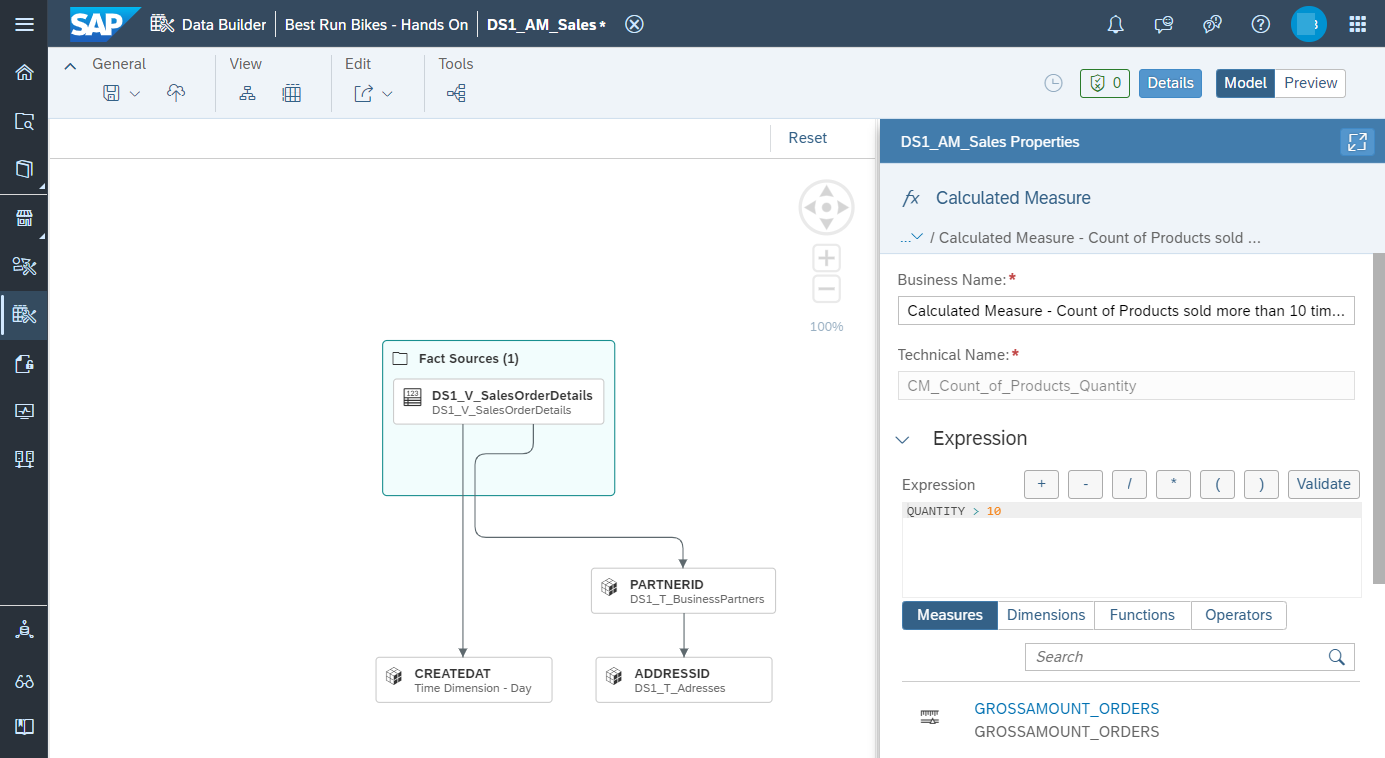 SAP
Data Builder
Best Run Bikes - Hands On
DS1_AM_Sales*
General
View
Edit
Tools
0
Details
Model
Preview
Reset
100%
Fact Sources (1)
123
DS1_V_SalesOrderDetails
DS1_V_SalesOrderDetails
PARTNERID
DS1_T_BusinessPartners
CREATEDAT
Time Dimension - Day
ADDRESSID
DS1_T_Adresses
DS1_AM_Sales Properties
fx Calculated Measure
... / Calculated Measure - Count of Products sold ...
Business Name:*
Calculated Measure - Count of Products sold more than 10 tim...
Technical Name:*
CM_Count_of_Products_Quantity
Expression
Expression
+
-
/
*
(
)
Validate
QUANTITY > 10
Measures
Dimensions
Functions
Operators
Search
GROSSAMOUNT_ORDERS
GROSSAMOUNT_ORDERS